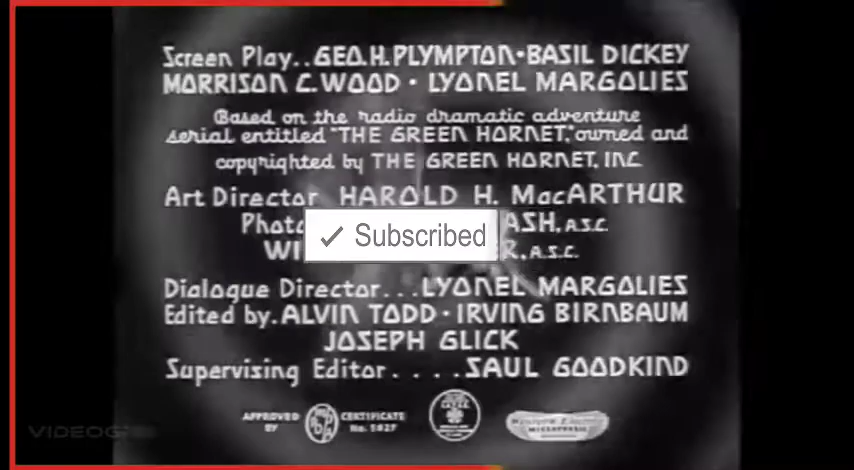 Screen Play..GEO.H.PLYMPTON·BASIL DICKEY
MORRISON C.WOOD · LYONEL MARGOLIES
Based on the radio dramatic adventure
serial entitled "THE GREEN HORNET," owned and
copyrighted by THE GREEN HORNET, INC.
Art Director HAROLD H. MacARTHUR
ASH, A.S.C.
✓ Subscribed
A.S.C.
Dialogue Director...LYONEL MARGOLIES
Edited by.ALVIN TODD · IRVING BIRNBAUM
JOSEPH GLICK
Supervising Editor....SAUL GOODKIND
APPROVED BY
CERTIFICATE
No. 5827